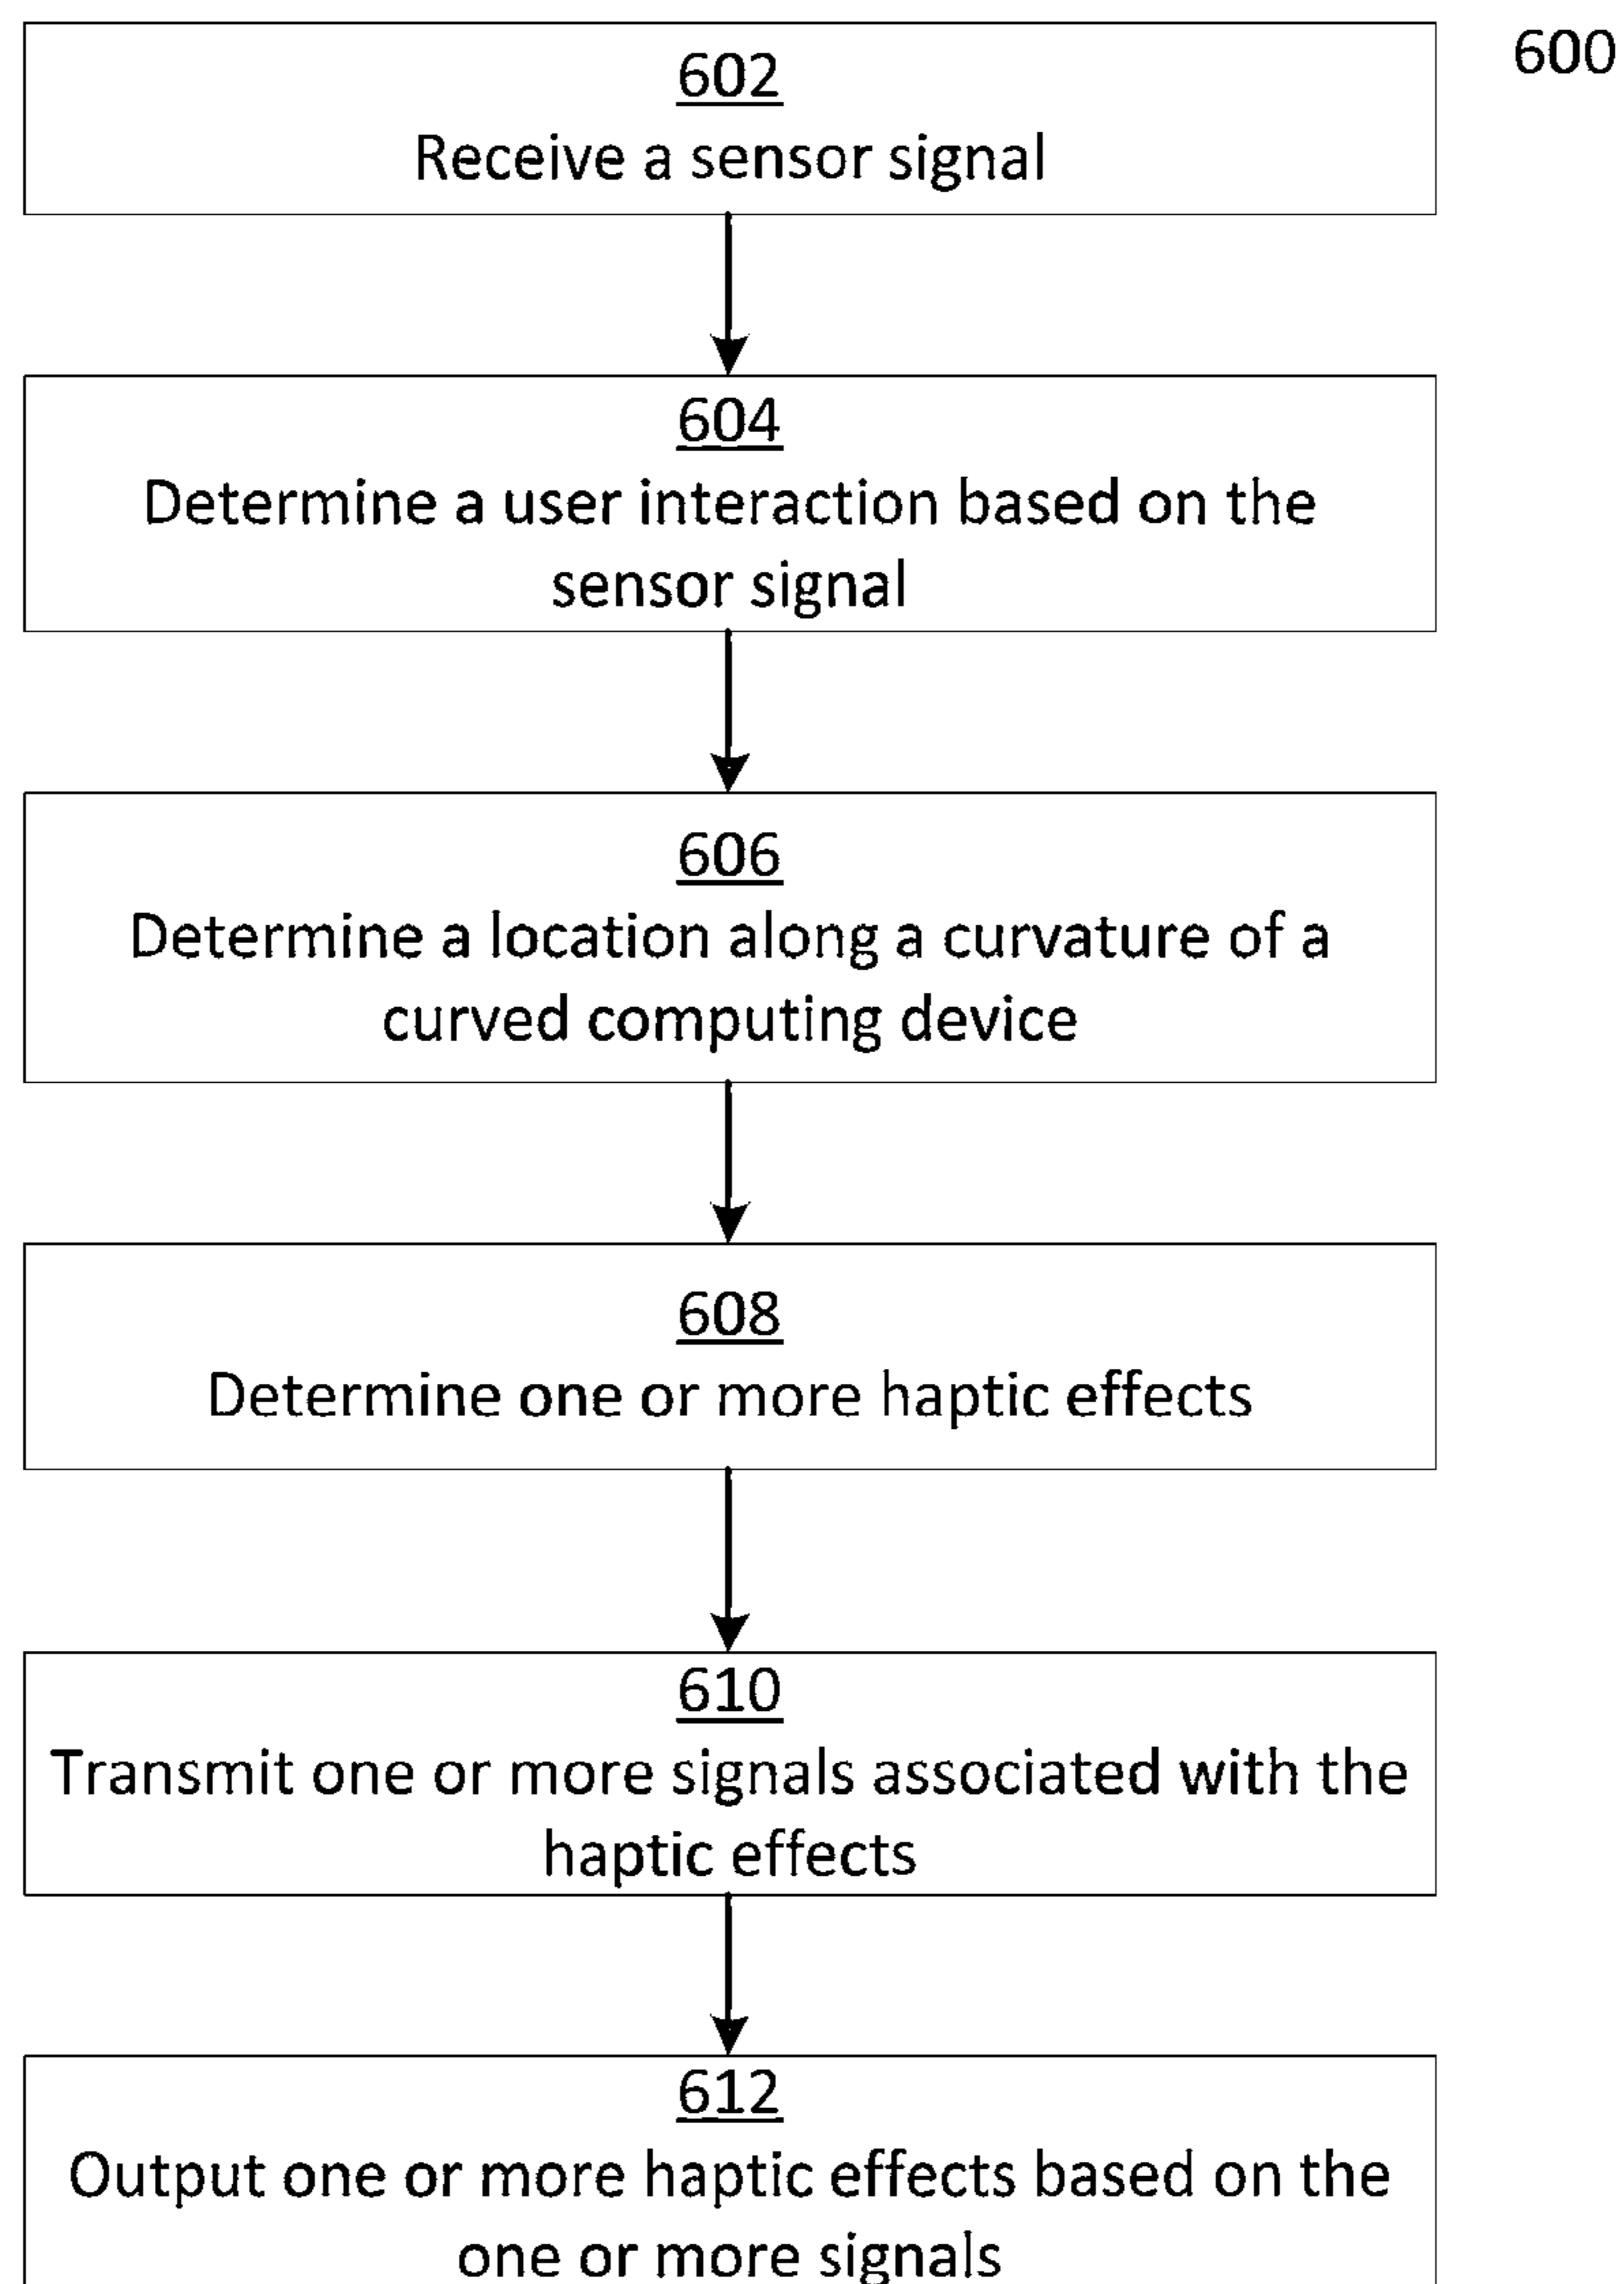 600
602
Receive a sensor signal
604
Determine a user interaction based on the
sensor signal
606
Determine a location along a curvature of a
curved computing device
608
Determine one or more haptic effects
610
Transmit one or more signals associated with the
haptic effects
612
Output one or more haptic effects based on the
one or more signals